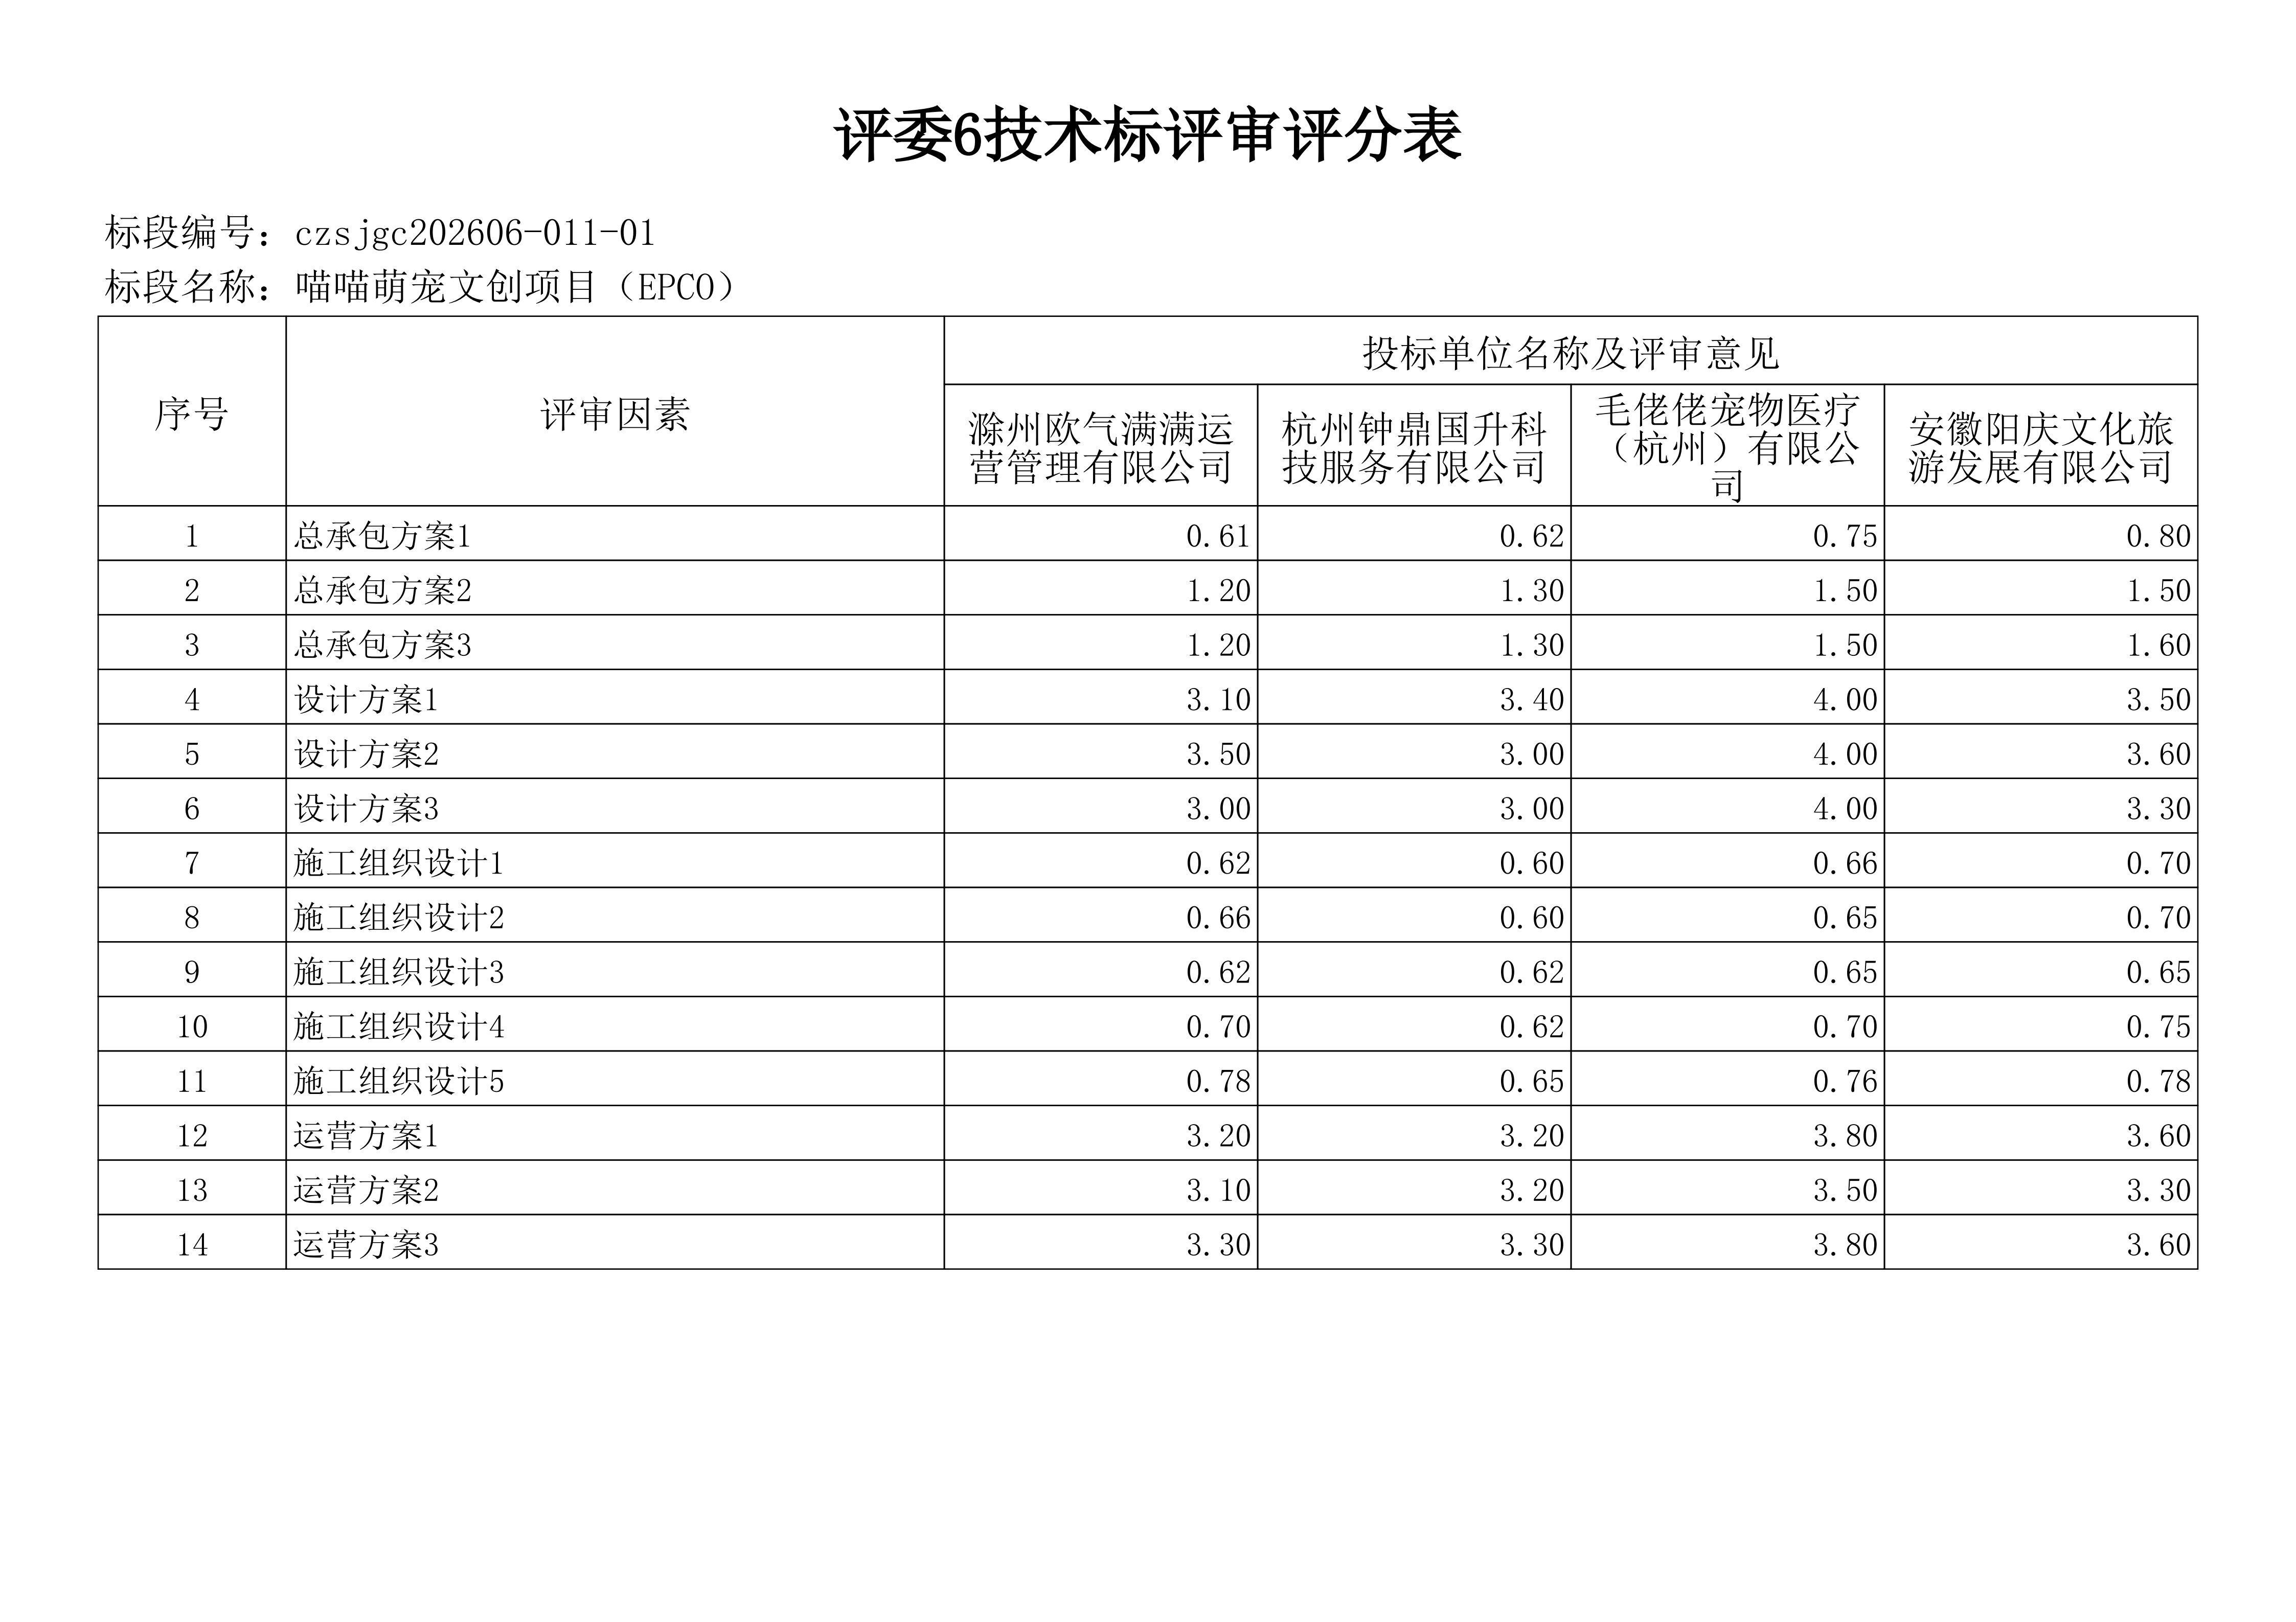 评委6技术标评审评分表
标段编号：czsjgc202606-011-01
标段名称：喵喵萌宠文创项目（EPCO）
序号 评审因素 投标单位名称及评审意见
滁州欧气满满运营管理有限公司 杭州钟鼎国升科技服务有限公司 毛佬佬宠物医疗（杭州）有限公司 安徽阳庆文化旅游发展有限公司
1 总承包方案1 0.61 0.62 0.75 0.80
2 总承包方案2 1.20 1.30 1.50 1.50
3 总承包方案3 1.20 1.30 1.50 1.60
4 设计方案1 3.10 3.40 4.00 3.50
5 设计方案2 3.50 3.00 4.00 3.60
6 设计方案3 3.00 3.00 4.00 3.30
7 施工组织设计1 0.62 0.60 0.66 0.70
8 施工组织设计2 0.66 0.60 0.65 0.70
9 施工组织设计3 0.62 0.62 0.65 0.65
10 施工组织设计4 0.70 0.62 0.70 0.75
11 施工组织设计5 0.78 0.65 0.76 0.78
12 运营方案1 3.20 3.20 3.80 3.60
13 运营方案2 3.10 3.20 3.50 3.30
14 运营方案3 3.30 3.30 3.80 3.60